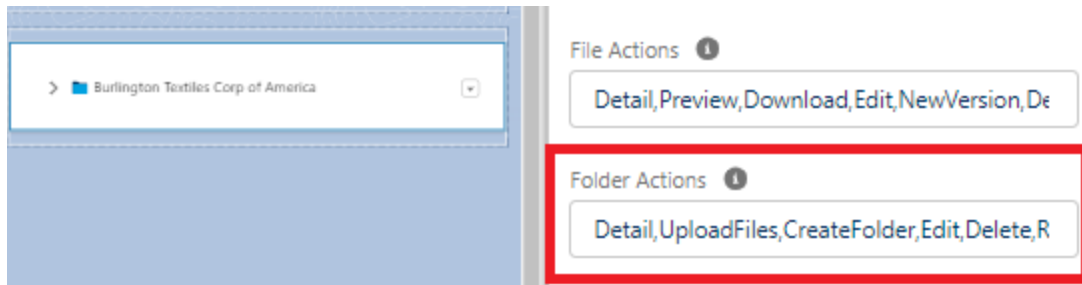 Burlington Textiles Corp of America
File Actions
Detail,Preview,Download,Edit,NewVersion,De
Folder Actions
Detail,UploadFiles,CreateFolder,Edit,Delete,R